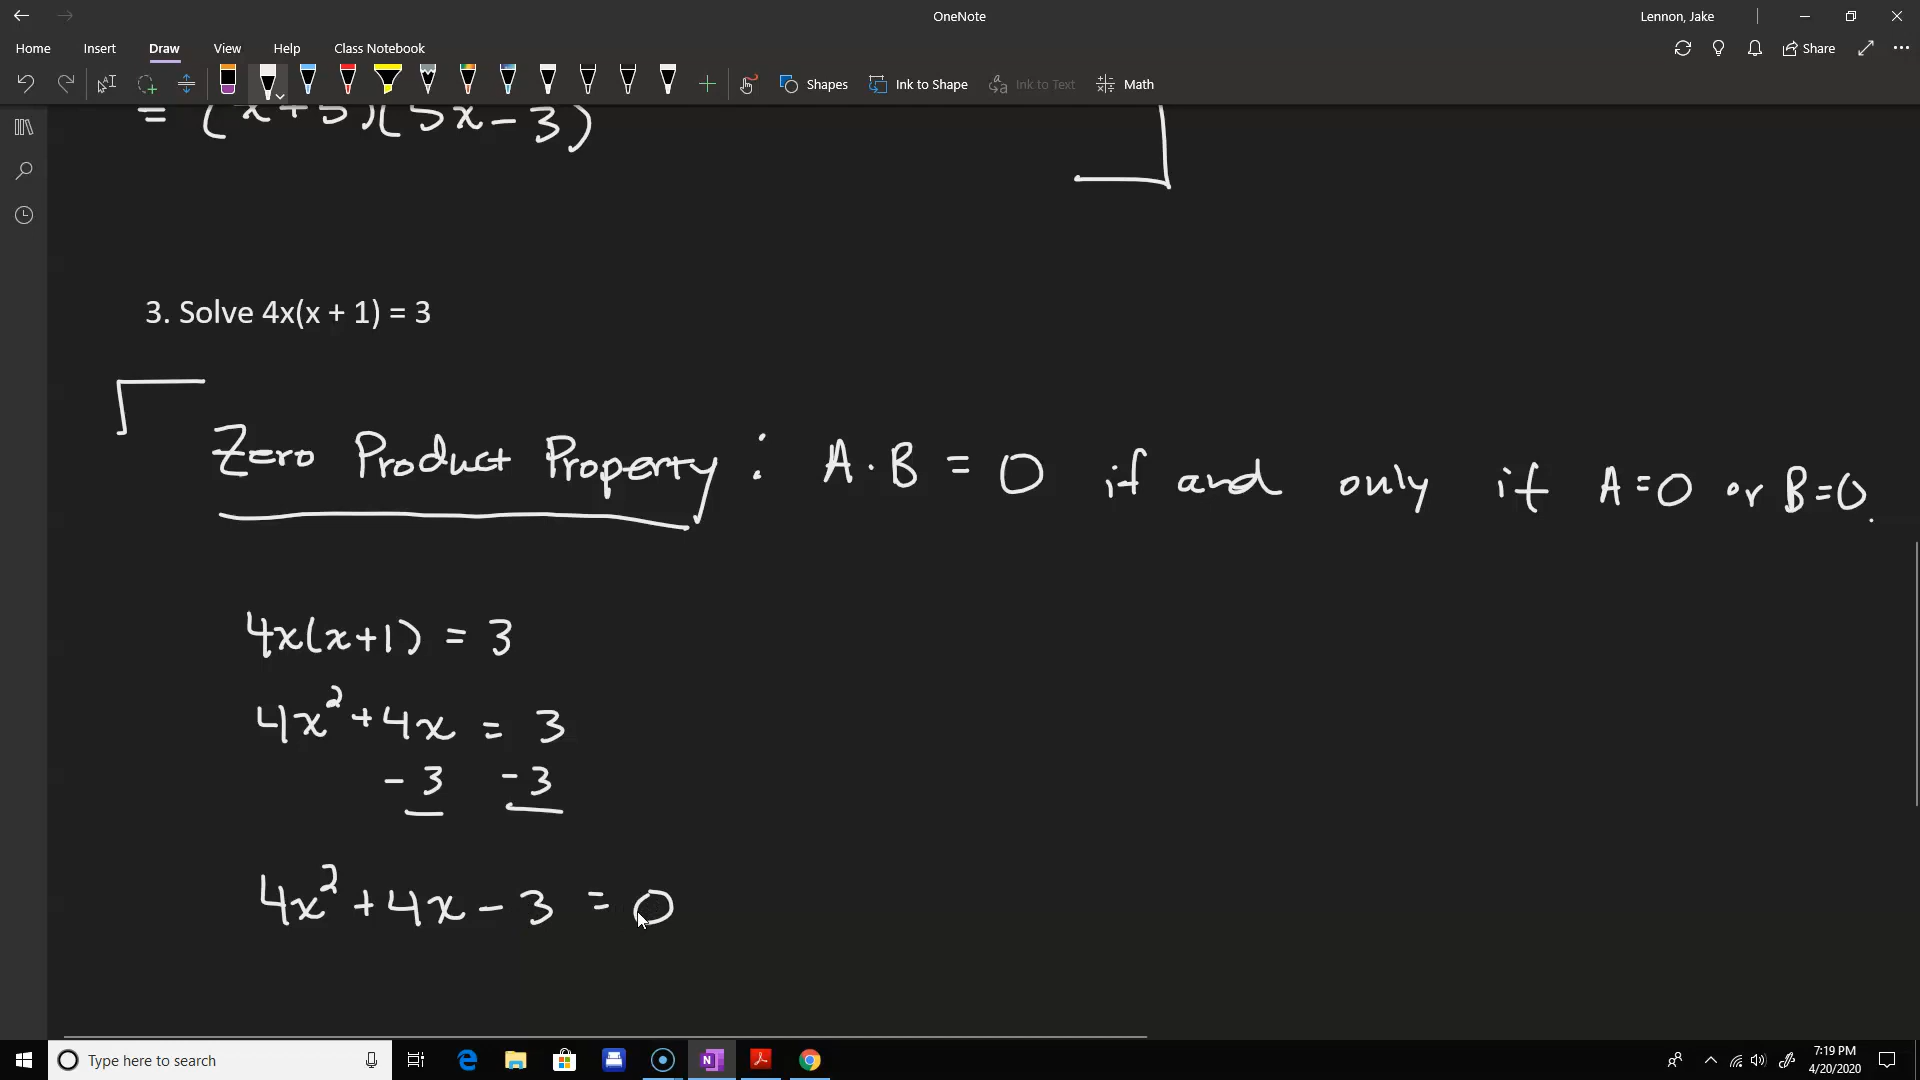 OneNote
Lennon, Jake
Home Insert Draw View Help Class Notebook
Share
Shapes Ink to Shape Ink to Text Math
= (x+5)(5x-3)
3. Solve 4x(x + 1) = 3
Zero Product Property : A · B = 0 if and only if A=0 or B=0.
4x(x+1) = 3
4x²+4x = 3
-3 -3
4x²+4x-3 = 0
Type here to search
7:19 PM
4/20/2020